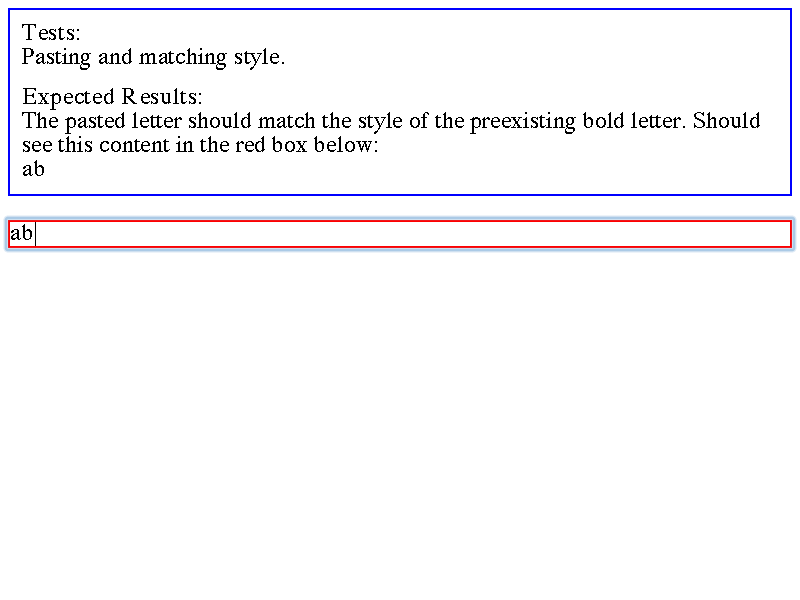 Tests:
Pasting and matching style.
Expected Results:
The pasted letter should match the style of the preexisting bold letter. Should
see this content in the red box below:
ab
ab